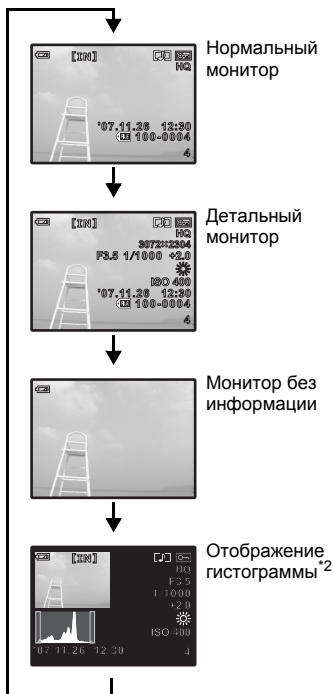 [IN]
HQ
'07.11.26 12:30
100-0004
4
Нормальный
монитор
[IN]
HQ
3072×2304
F3.5 1/1000 +2.0
ISO 400
'07.11.26 12:30
100-0004
4
Детальный
монитор
Монитор без
информации
[IN]
HQ
F3.5
1/1000
+2.0
ISO 400
'07.11.26 12:30
4
Отображение
гистограммы*2